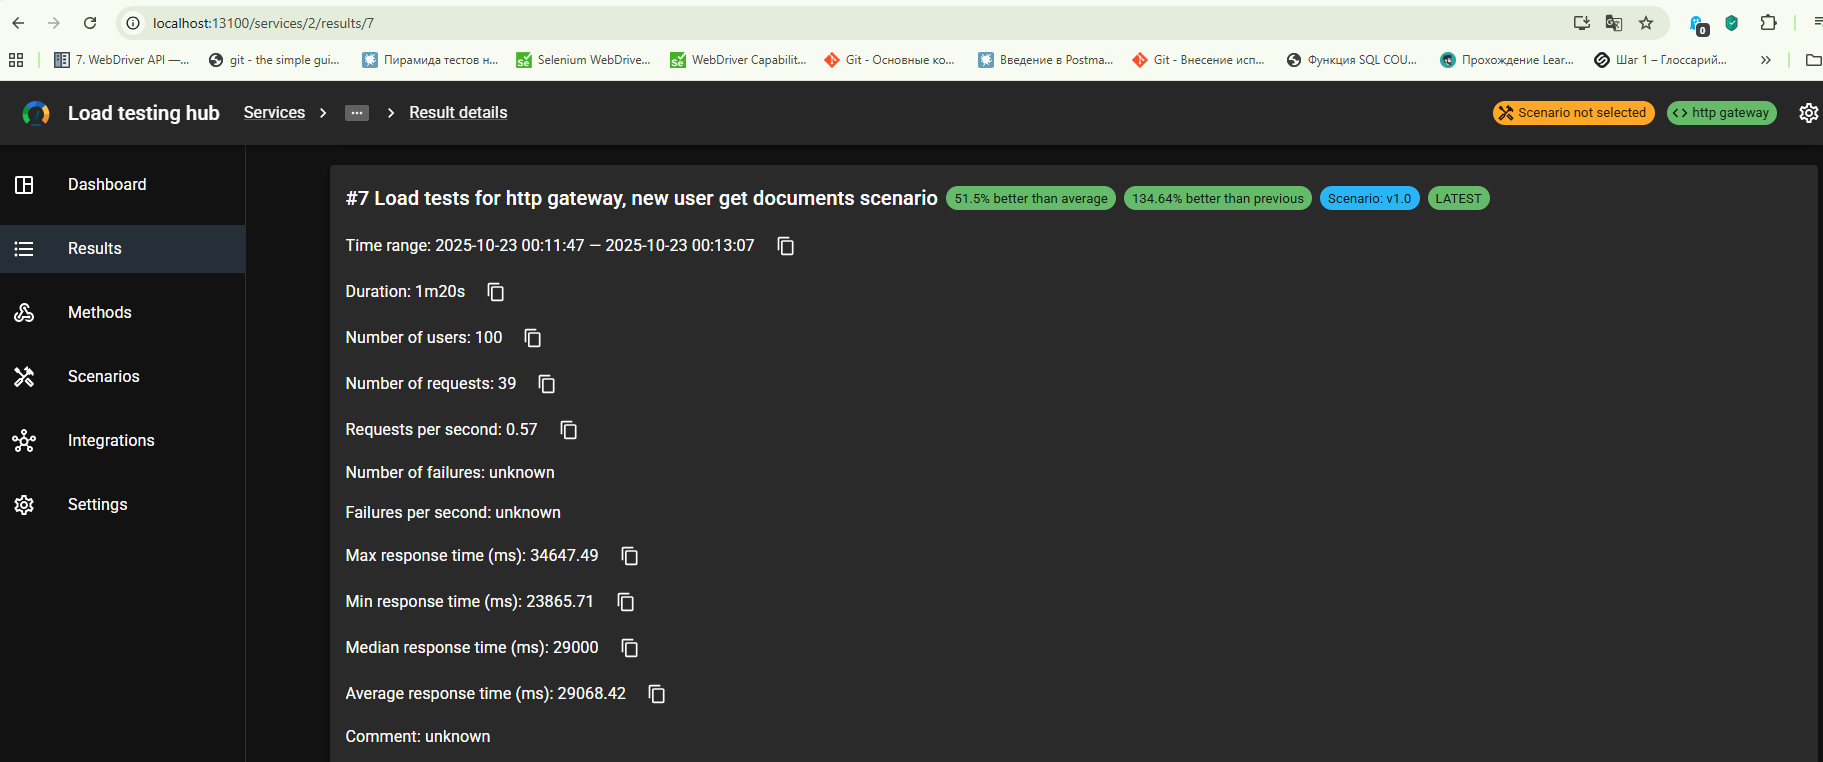 localhost:13100/services/2/results/7
0
7. WebDriver API —...
git - the simple gui...
Пирамида тестов н...
Selenium WebDrive...
WebDriver Capabilit...
Git - Основные ко...
Введение в Postma...
Git - Внесение исп...
Функция SQL COU...
Прохождение Lear...
Шаг 1 – Глоссарий...
Load testing hub
Services > ... > Result details
Scenario not selected
<> http gateway
Dashboard
Results
Methods
Scenarios
Integrations
Settings
#7 Load tests for http gateway, new user get documents scenario
51.5% better than average
134.64% better than previous
Scenario: v1.0
LATEST
Time range: 2025-10-23 00:11:47 — 2025-10-23 00:13:07
Duration: 1m20s
Number of users: 100
Number of requests: 39
Requests per second: 0.57
Number of failures: unknown
Failures per second: unknown
Max response time (ms): 34647.49
Min response time (ms): 23865.71
Median response time (ms): 29000
Average response time (ms): 29068.42
Comment: unknown